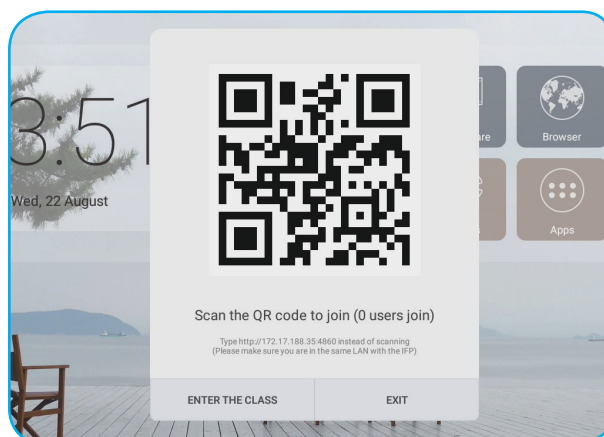 3:51
Wed, 22 August
Browser
Apps
Scan the QR code to join (0 users join)
Type http://172.17.188.35:4860 instead of scanning
(Please make sure you are in the same LAN with the IFP)
ENTER THE CLASS
EXIT